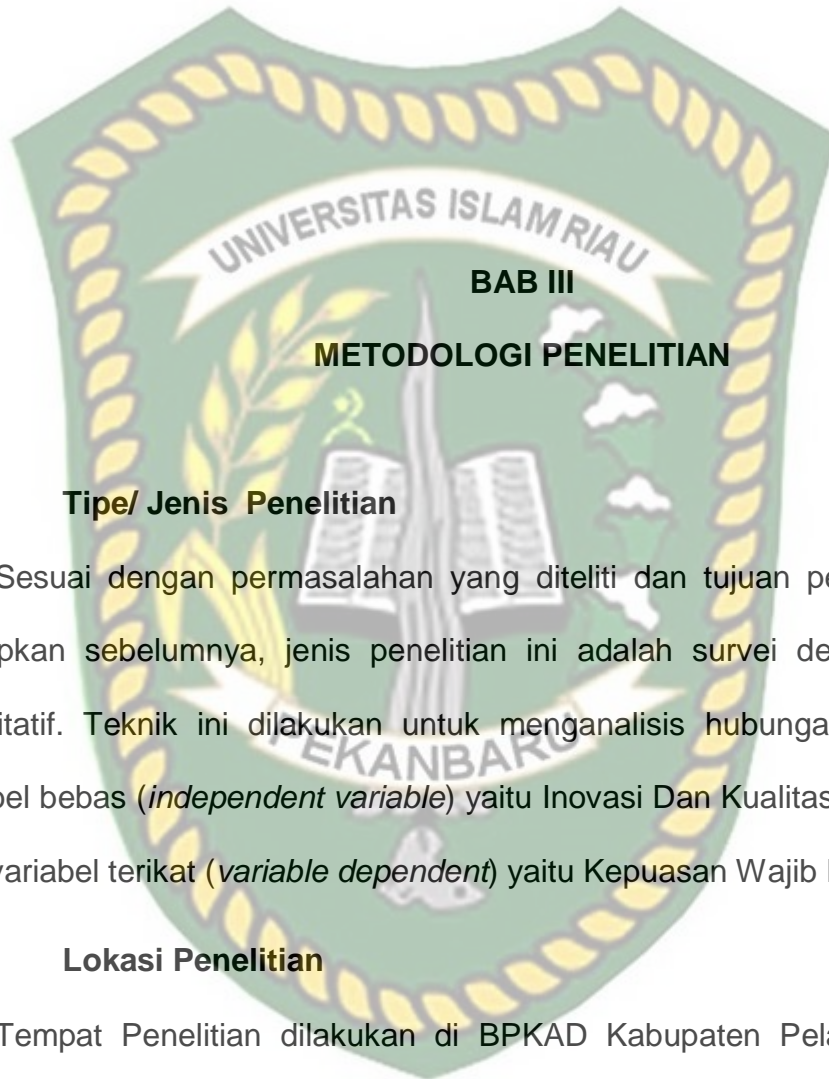 UNIVERSITAS ISLAM RIAU
BAB III
METODOLOGI PENELITIAN
Tipe/ Jenis Penelitian
Sesuai dengan permasalahan yang diteliti dan tujuan pe
pkan sebelumnya, jenis penelitian ini adalah survei de
itatif. Teknik ini dilakukan untuk menganalisis hubunga
PEKANBARU
bel bebas (independent variable) yaitu Inovasi Dan Kualitas
variabel terikat (variable dependent) yaitu Kepuasan Wajib
Lokasi Penelitian
Tempat Penelitian dilakukan di BPKAD Kabupaten Pela